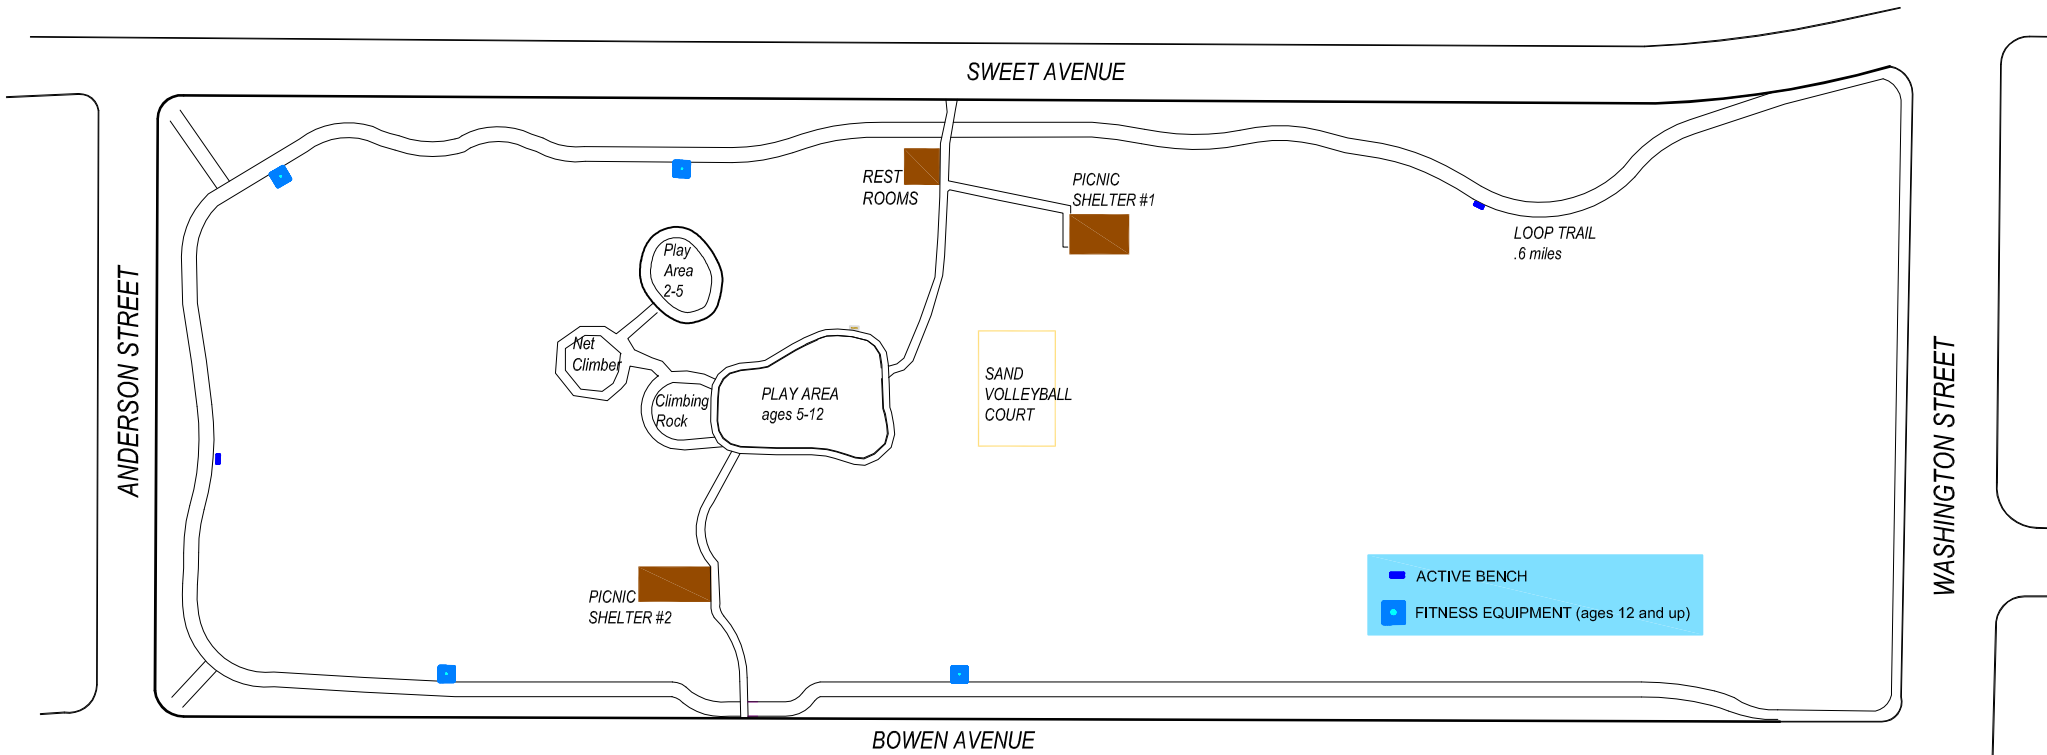 SWEET AVENUE
REST
ROOMS
PICNIC
SHELTER #1
LOOP TRAIL
.6 miles
Play
Area
2-5
Net
Climber
Climbing
Rock
PLAY AREA
ages 5-12
SAND
VOLLEYBALL
COURT
ANDERSON STREET
WASHINGTON STREET
PICNIC
SHELTER #2
ACTIVE BENCH
FITNESS EQUIPMENT (ages 12 and up)
BOWEN AVENUE